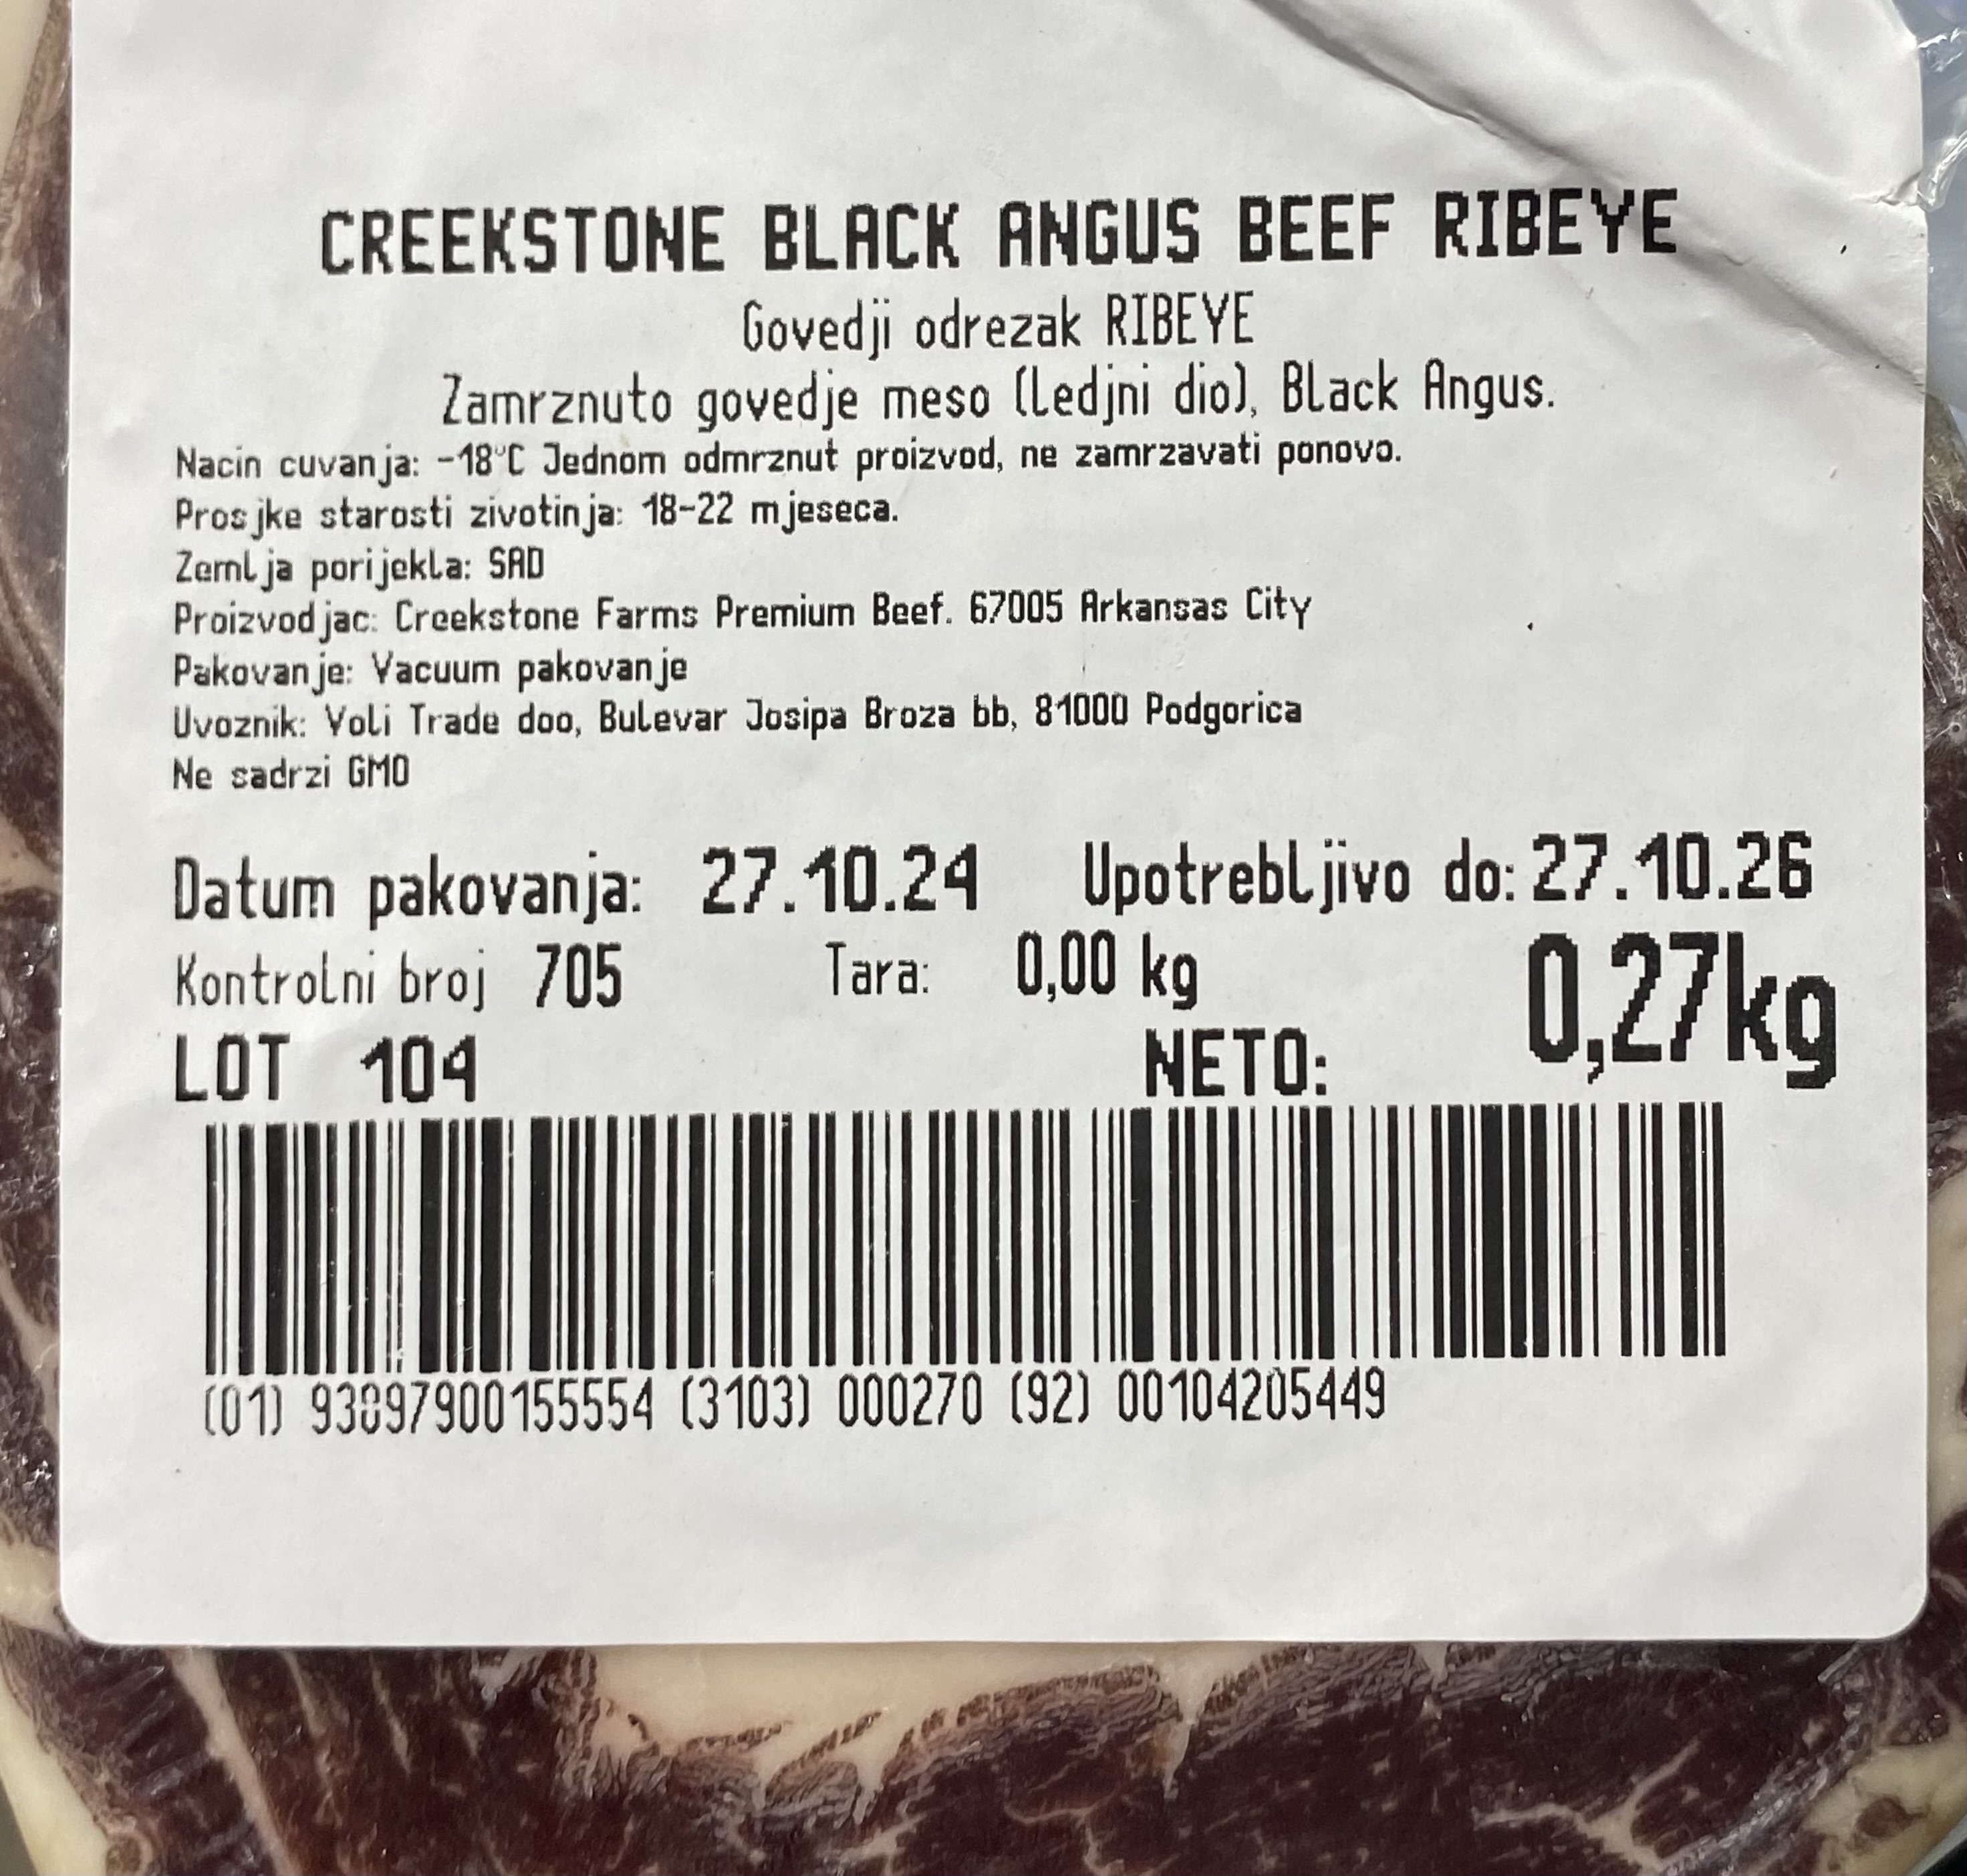 CREEKSTONE BLACK ANGUS BEEF RIBEYE
Govedji odrezak RIBEYE
Zamrznuto govedje meso (Ledjni dio), Black Angus.
Nacin cuvanja: -18°C Jednom odmrznut proizvod, ne zamrzavati ponovo.
Prosjke starosti zivotinja: 18-22 mjeseca.
Zemlja porijekla: SAD
Proizvodjac: Creekstone Farms Premium Beef. 67005 Arkansas City
Pakovanje: Vacuum pakovanje
Uvoznik: Voli Trade doo, Bulevar Josipa Broza bb, 81000 Podgorica
Ne sadrzi GMO
Datum pakovanja: 27.10.24 Upotrebljivo do: 27.10.26
Kontrolni broj 705 Tara: 0,00 kg
LOT 104 NETO: 0,27kg
(01) 93897900155554 (3103) 000270 (92) 00104205449